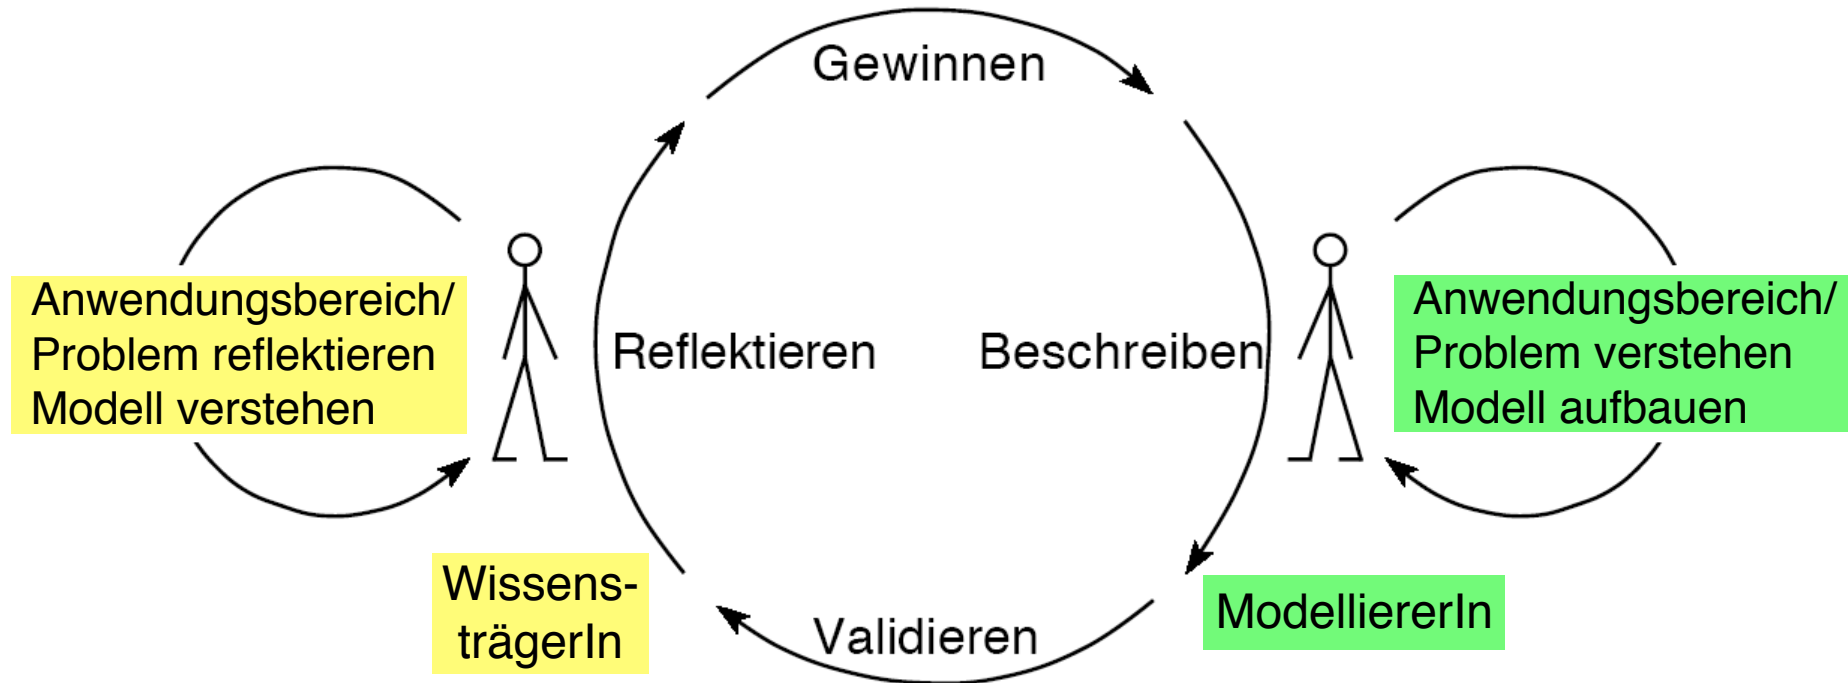 Gewinnen
Anwendungsbereich/
Problem reflektieren
Modell verstehen
Reflektieren
Beschreiben
Anwendungsbereich/
Problem verstehen
Modell aufbauen
Wissens-
trägerIn
Validieren
ModelliererIn